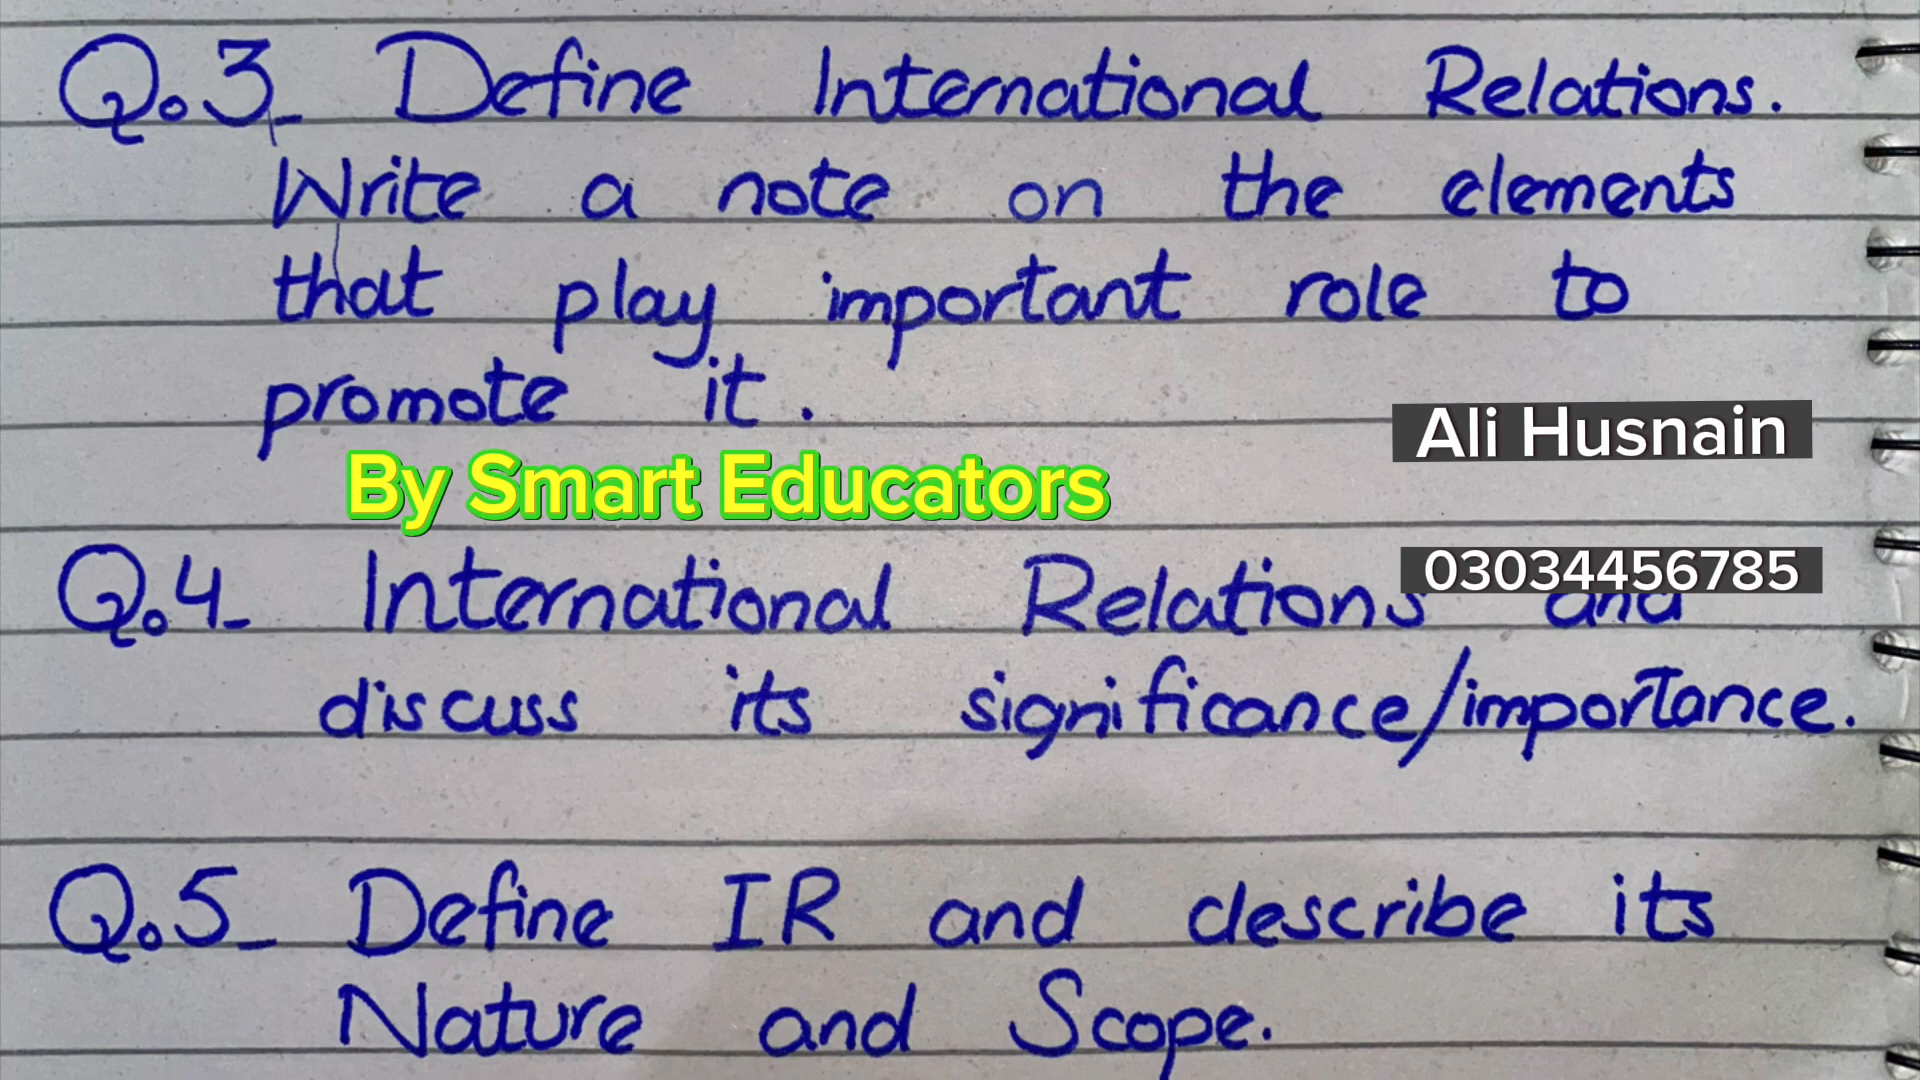 Q.3_ Define International Relations.
Write a note on the elements
that play important role to
promote it.
Ali Husnain
By Smart Educators
03034456785
Q.4_ International Relations and
discuss its significance/importance.
Q.5_ Define IR and describe its
Nature and Scope.